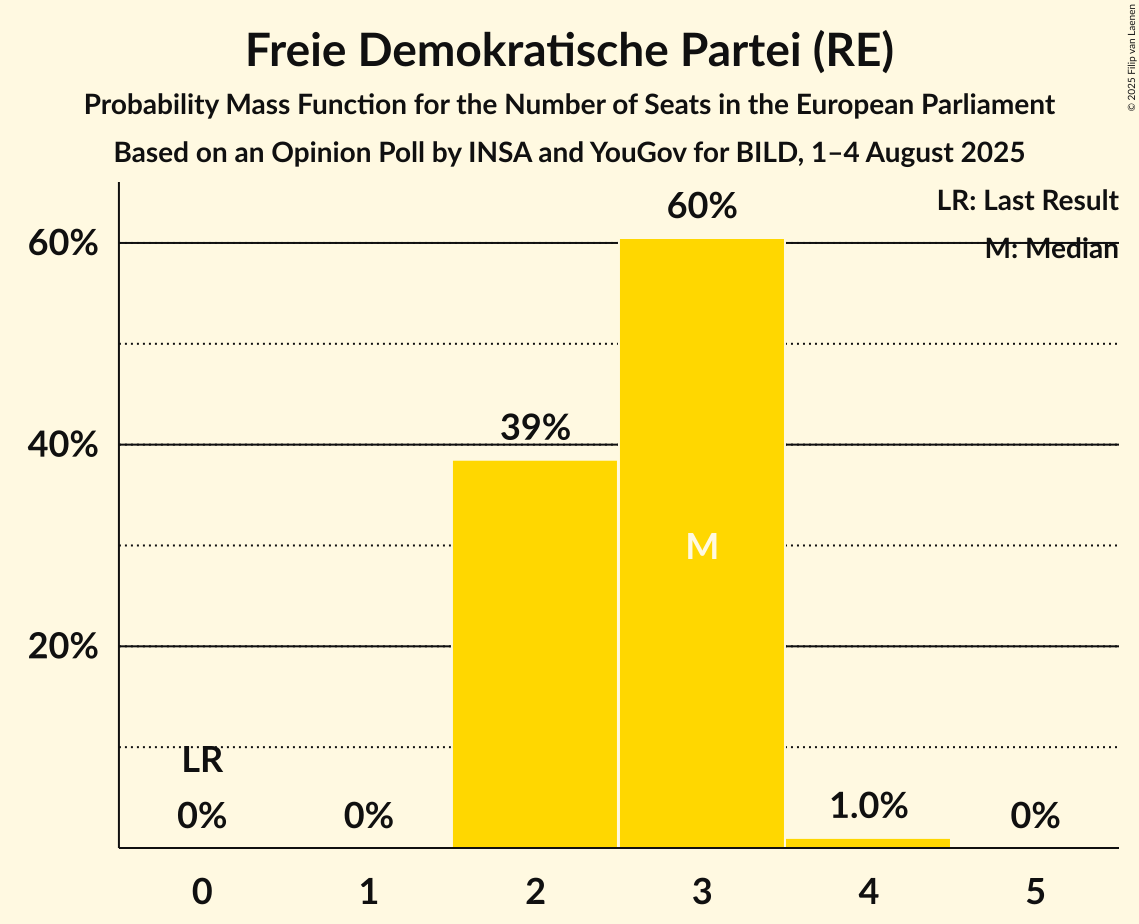 Freie Demokratische Partei (RE)
Probability Mass Function for the Number of Seats in the European Parliament
Based on an Opinion Poll by INSA and YouGov for BILD, 1–4 August 2025
© 2025 Filip van Laenen
LR: Last Result
M: Median
60%
40%
20%
LR
0%
0%
39%
60%
M
1.0%
0%
0
1
2
3
4
5